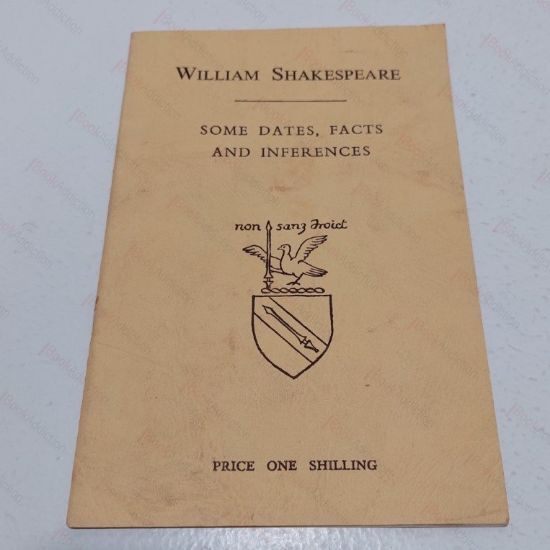 WILLIAM SHAKESPEARE
SOME DATES, FACTS
AND INFERENCES
non sanz droict
PRICE ONE SHILLING